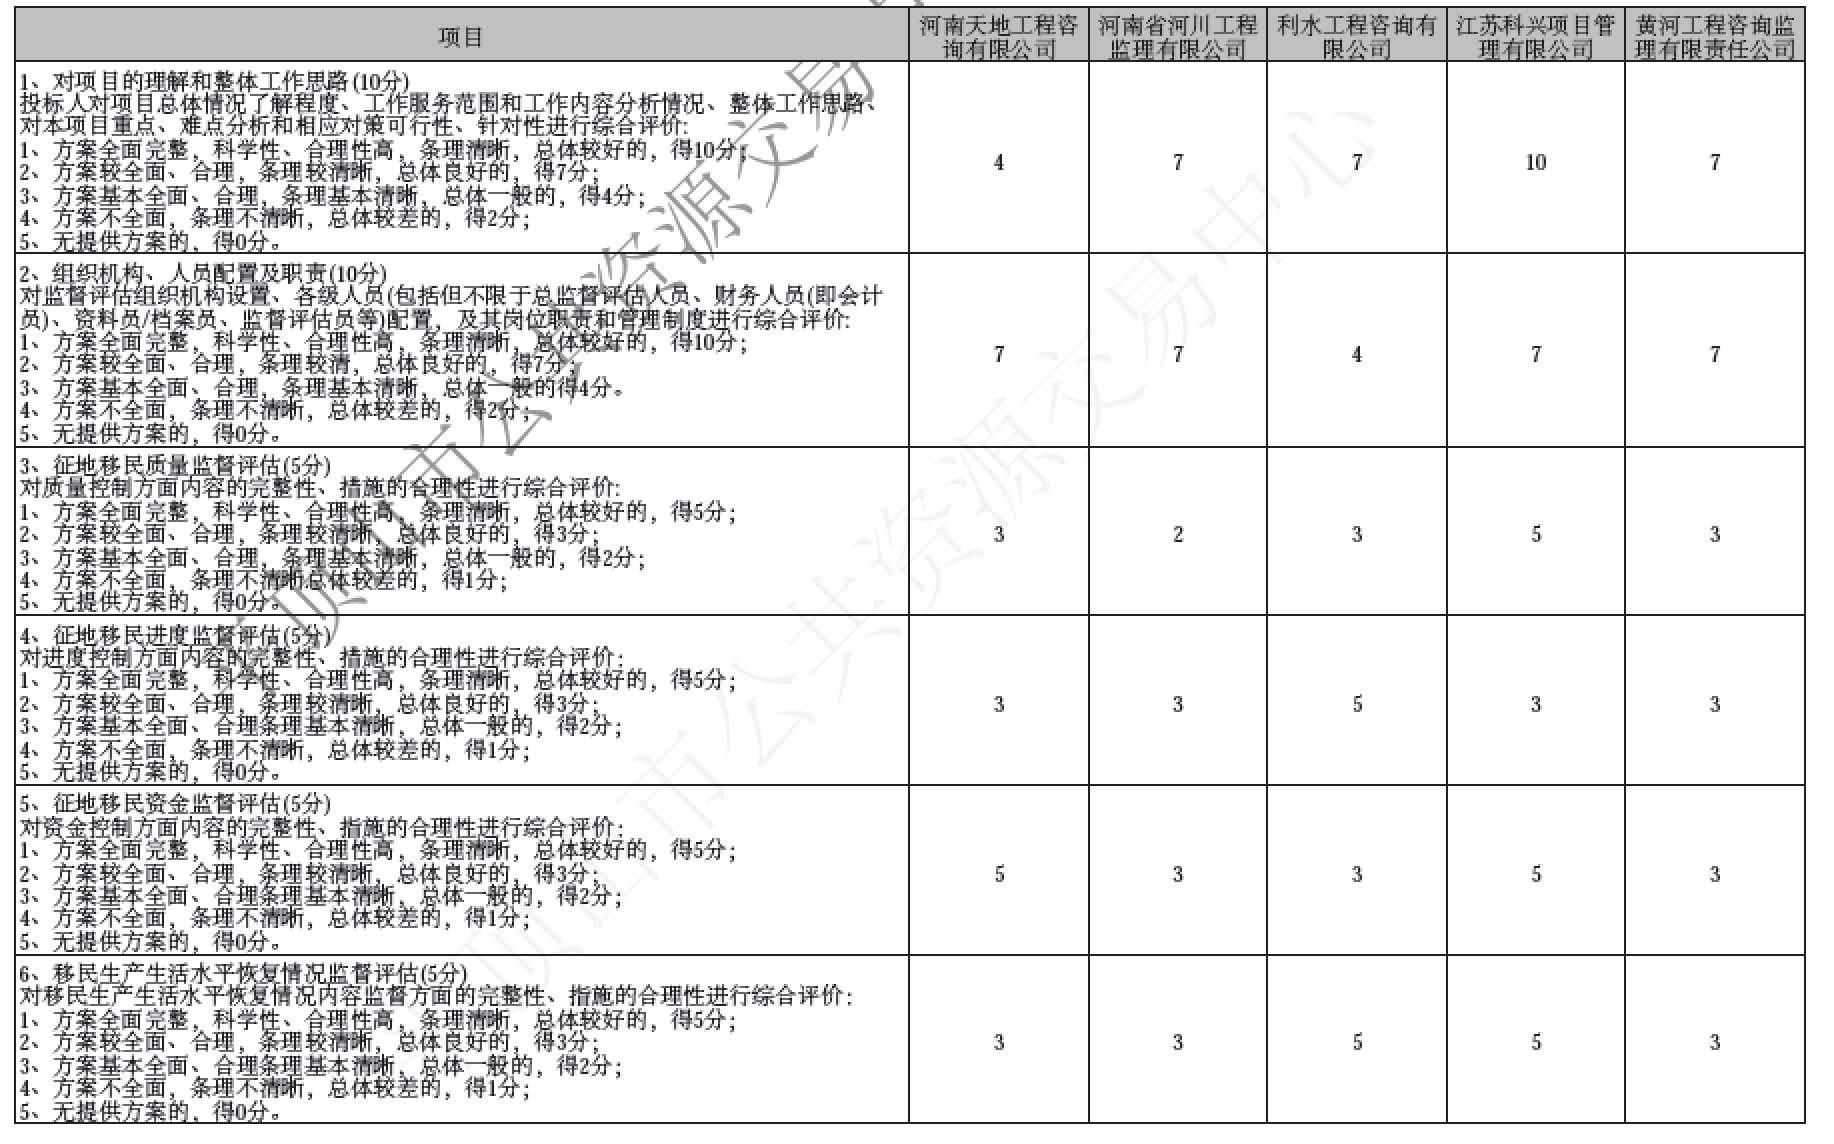 项目
河南天地工程咨
询有限公司
河南省河川工程
监理有限公司
利水工程咨询有
限公司
江苏科兴项目管
理有限公司
黄河工程咨询监
理有限责任公司
1、对项目的理解和整体工作思路(10分)
投标人对项目总体情况了解程度、工作服务范围和工作内容分析情况、整体工作思路、
对本项目重点、难点分析和相应对策可行性、针对性进行综合评价:
1、方案全面完整，科学性、合理性高，条理清晰，总体较好的，得10分;
2、方案较全面、合理，条理较清晰，总体良好的，得7分;
3、方案基本全面、合理，条理基本清晰，总体一般的，得4分;
4、方案不全面，条理不清晰，总体较差的，得2分;
5、无提供方案的，得0分。
4
7
7
10
7
2、组织机构、人员配置及职责(10分)
对监督评估组织机构设置、各级人员(包括但不限于总监督评估人员、财务人员(即会计
员)、资料员/档案员、监督评估员等)配置，及其岗位职责和管理制度进行综合评价:
1、方案全面完整，科学性、合理性高，条理清晰，总体较好的，得10分;
2、方案较全面、合理，条理较清，总体良好的，得7分;
3、方案基本全面、合理，条理基本清晰，总体一般的得4分。
4、方案不全面，条理不清晰，总体较差的，得2分;
5、无提供方案的，得0分。
7
7
4
7
7
3、征地移民质量监督评估(5分)
对质量控制方面内容的完整性、措施的合理性进行综合评价:
1、方案全面完整，科学性、合理性高，条理清晰，总体较好的，得5分;
2、方案较全面、合理，条理较清晰，总体良好的，得3分;
3、方案基本全面、合理，条理基本清晰，总体一般的，得2分;
4、方案不全面，条理不清晰总体较差的，得1分;
5、无提供方案的，得0分。
3
2
3
5
3
4、征地移民进度监督评估(5分)
对进度控制方面内容的完整性、措施的合理性进行综合评价;
1、方案全面完整，科学性、合理性高，条理清晰，总体较好的，得5分;
2、方案较全面、合理，条理较清晰，总体良好的，得3分;
3、方案基本全面、合理条理基本清晰，总体一般的，得2分;
4、方案不全面，条理不清晰，总体较差的，得1分;
5、无提供方案的，得0分。
3
3
5
3
3
5、征地移民资金监督评估(5分)
对资金控制方面内容的完整性、指施的合理性进行综合评价;
1、方案全面完整，科学性、合理性高，条理清晰，总体较好的，得5分;
2、方案较全面、合理，条理较清晰，总体良好的，得3分;
3、方案基本全面、合理条理基本清晰，总体一般的，得2分;
4、方案不全面，条理不清晰，总体较差的，得1分;
5、无提供方案的，得0分。
5
3
3
5
3
6、移民生产生活水平恢复情况监督评估(5分)
对移民生产生活水平恢复情况内容监督方面的完整性、指施的合理性进行综合评价;
1、方案全面完整，科学性、合理性高，条理清晰，总体较好的，得5分;
2、方案较全面、合理，条理较清晰，总体良好的，得3分;
3、方案基本全面、合理条理基本清晰，总体一般的，得2分;
4、方案不全面，条理不清晰，总体较差的，得1分;
5、无提供方案的，得0分。
3
3
5
5
3
顶山市公共资源交易
顶山市公共资源交易中心